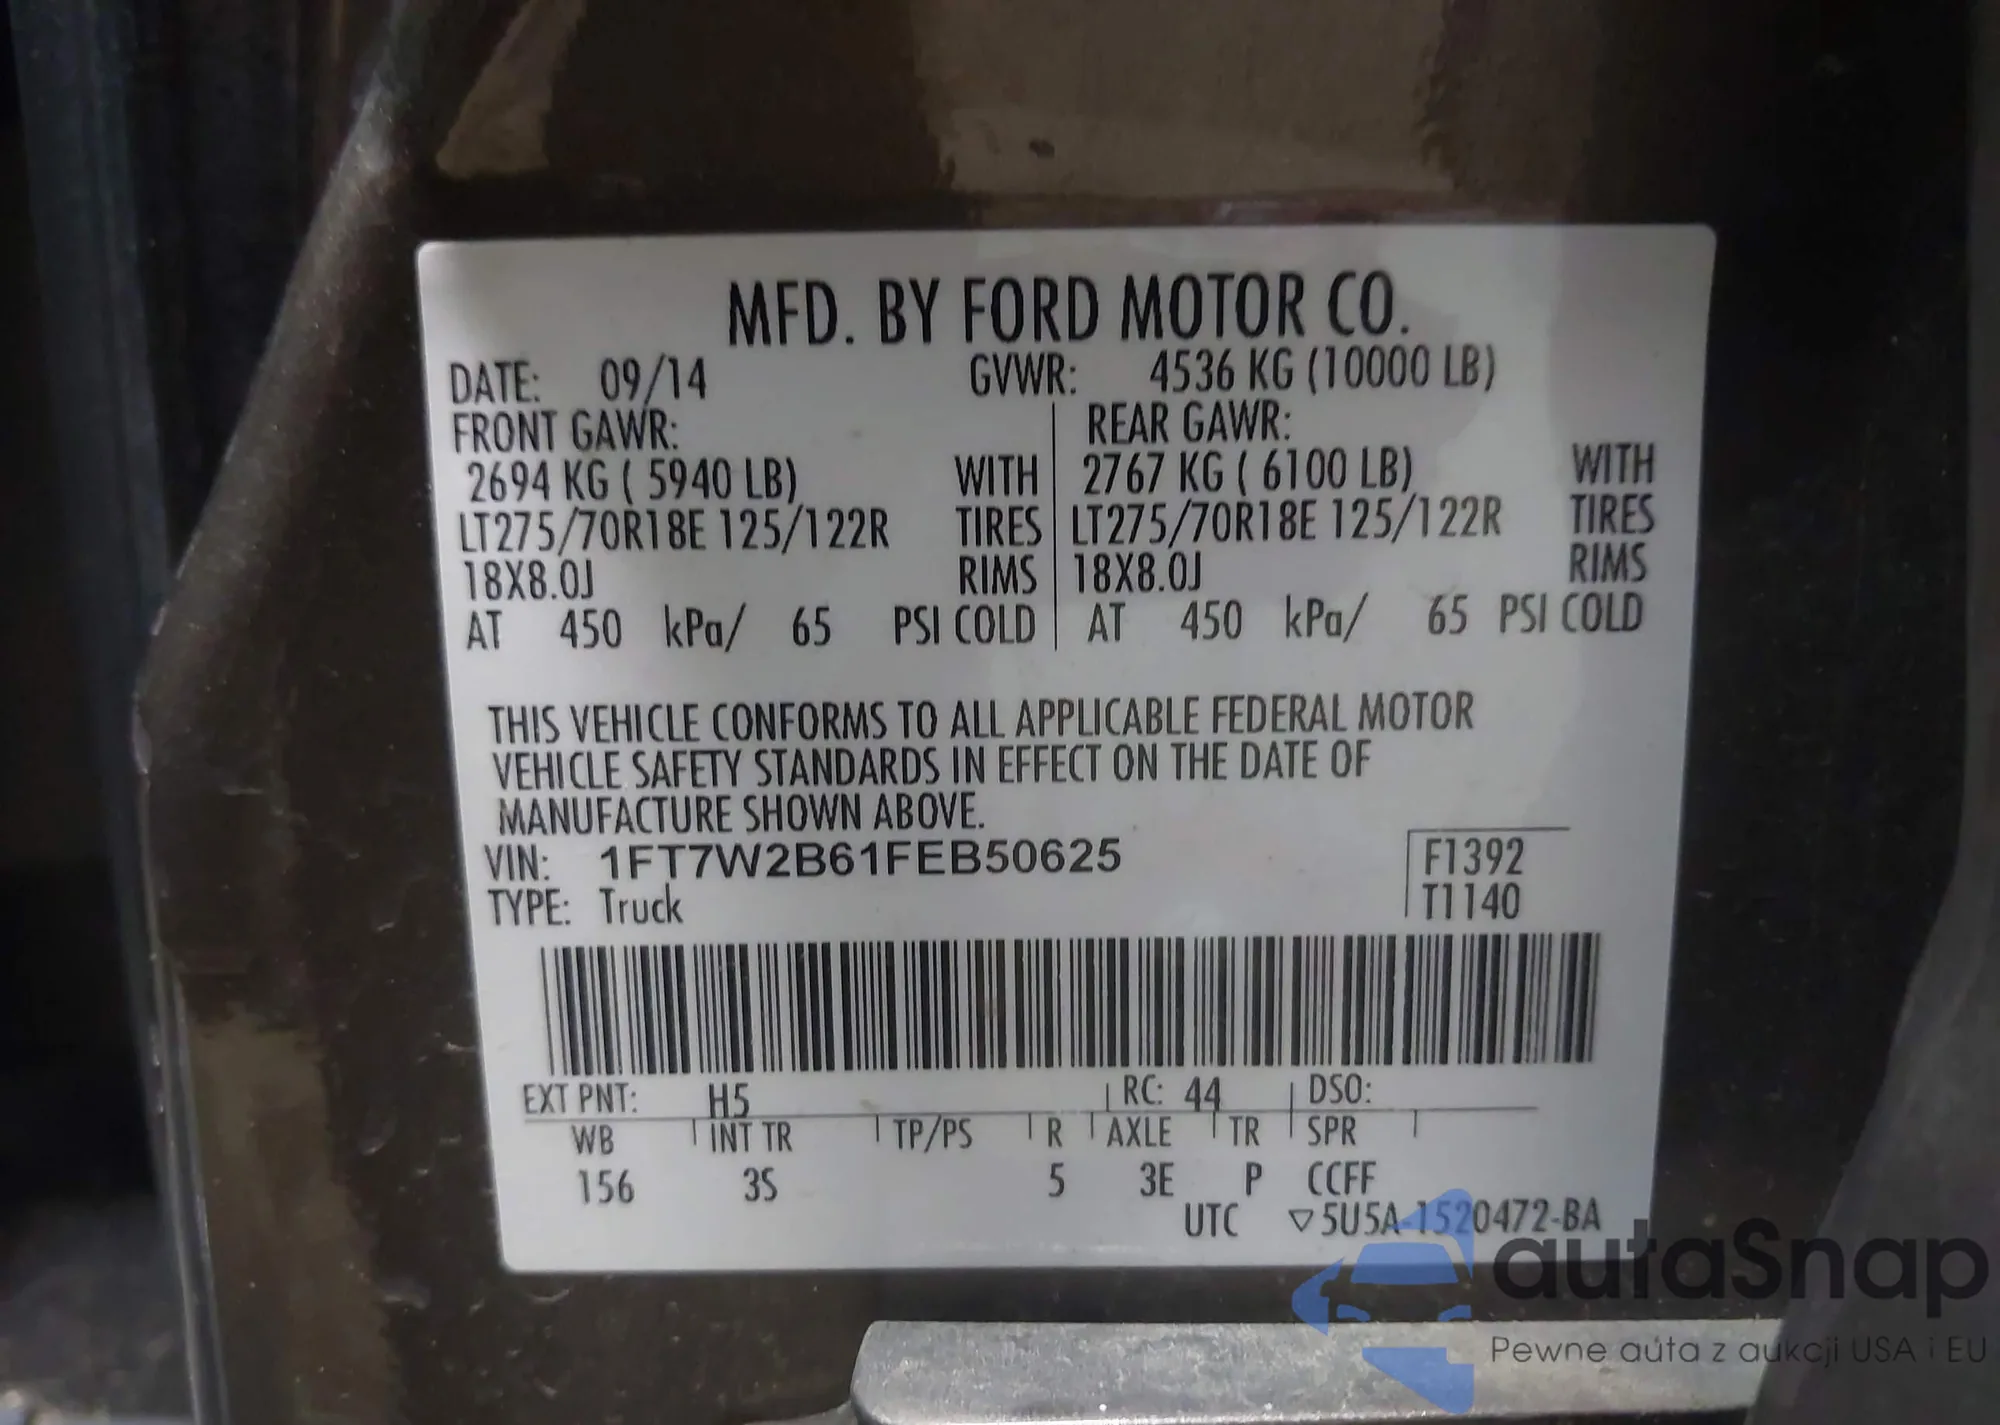 MFD. BY FORD MOTOR CO.
DATE: 09/14 GVWR: 4536 KG (10000 LB)
FRONT GAWR: REAR GAWR:
2694 KG ( 5940 LB) WITH 2767 KG ( 6100 LB) WITH
LT275/70R18E 125/122R TIRES LT275/70R18E 125/122R TIRES
18X8.0J RIMS 18X8.0J RIMS
AT 450 kPa/ 65 PSI COLD AT 450 kPa/ 65 PSI COLD
THIS VEHICLE CONFORMS TO ALL APPLICABLE FEDERAL MOTOR
VEHICLE SAFETY STANDARDS IN EFFECT ON THE DATE OF
MANUFACTURE SHOWN ABOVE.
VIN: 1FT7W2B61FEB50625 F1392
TYPE: Truck T1140
EXT PNT: H5 RC: 44 DSO:
WB INT TR TP/PS R AXLE TR SPR
156 3S 5 3E P CCFF
UTC ▽5U5A-1520472-BA
autaSnap
Pewne auta z aukcji USA i EU